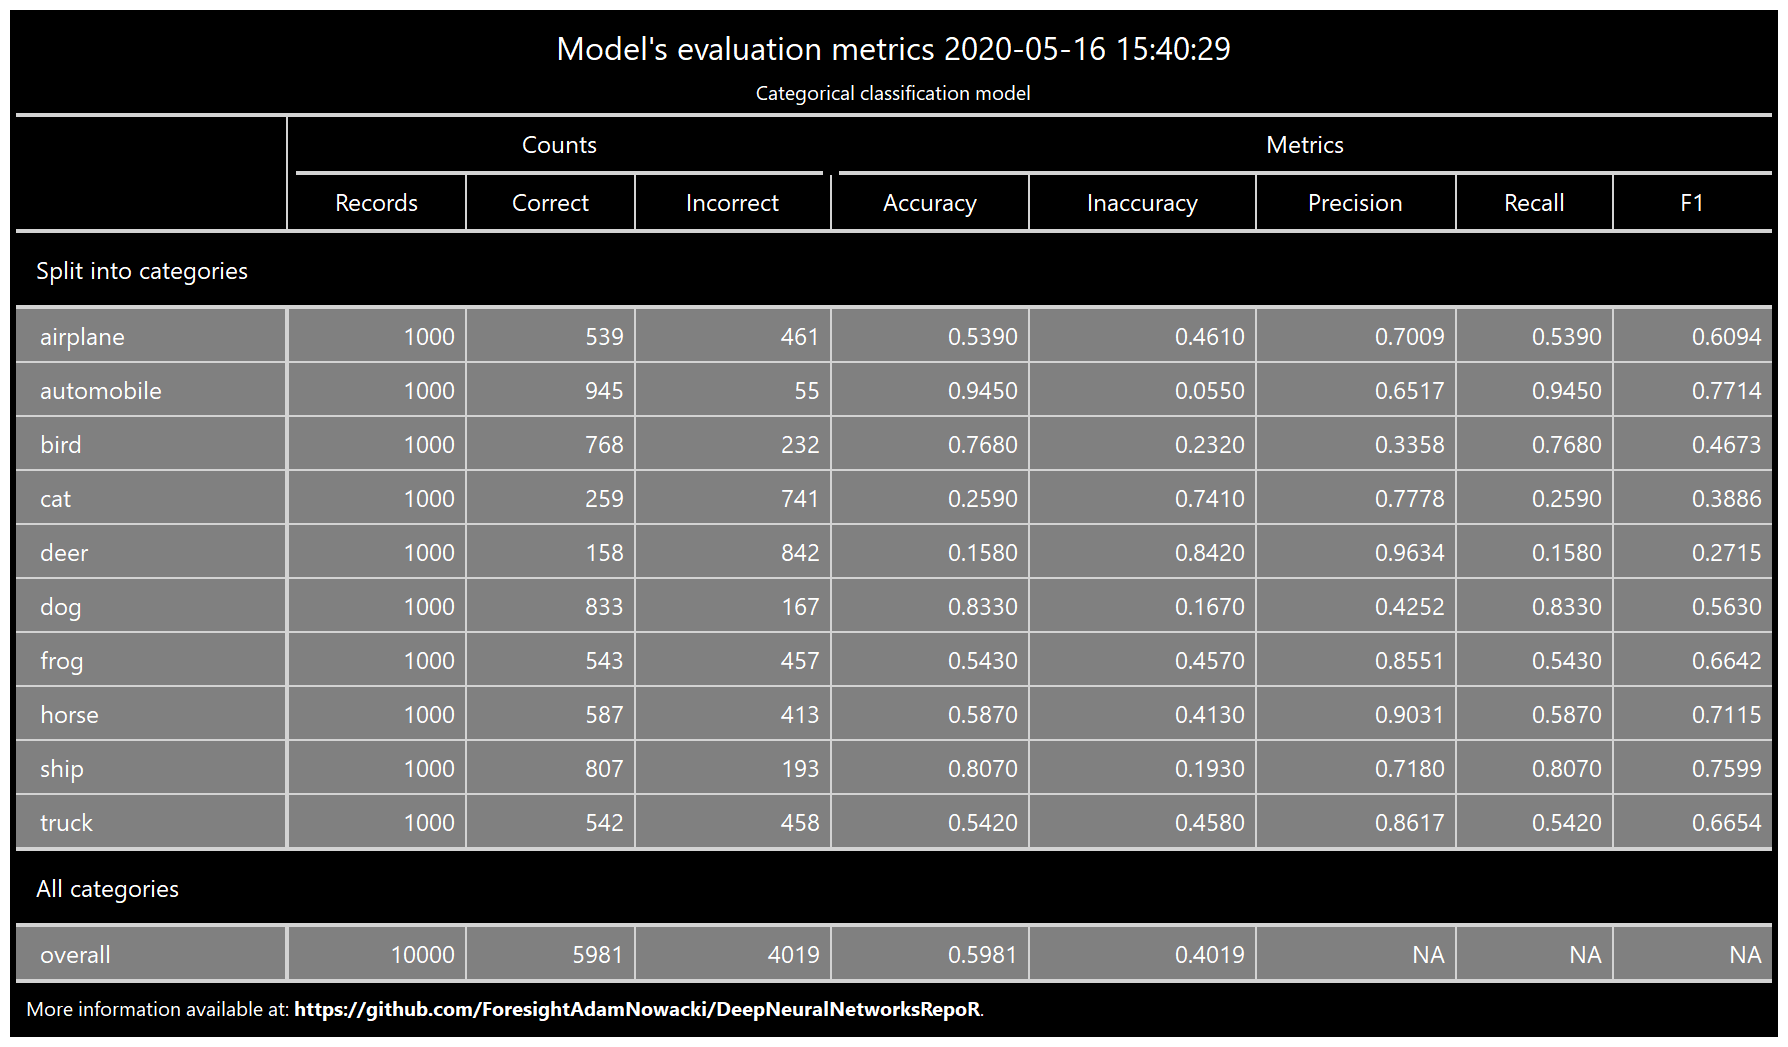 Model's evaluation metrics 2020-05-16 15:40:29
Categorical classification model
Counts Metrics
Records Correct Incorrect Accuracy Inaccuracy Precision Recall F1
Split into categories
airplane 1000 539 461 0.5390 0.4610 0.7009 0.5390 0.6094
automobile 1000 945 55 0.9450 0.0550 0.6517 0.9450 0.7714
bird 1000 768 232 0.7680 0.2320 0.3358 0.7680 0.4673
cat 1000 259 741 0.2590 0.7410 0.7778 0.2590 0.3886
deer 1000 158 842 0.1580 0.8420 0.9634 0.1580 0.2715
dog 1000 833 167 0.8330 0.1670 0.4252 0.8330 0.5630
frog 1000 543 457 0.5430 0.4570 0.8551 0.5430 0.6642
horse 1000 587 413 0.5870 0.4130 0.9031 0.5870 0.7115
ship 1000 807 193 0.8070 0.1930 0.7180 0.8070 0.7599
truck 1000 542 458 0.5420 0.4580 0.8617 0.5420 0.6654
All categories
overall 10000 5981 4019 0.5981 0.4019 NA NA NA
More information available at: https://github.com/ForesightAdamNowacki/DeepNeuralNetworksRepoR.